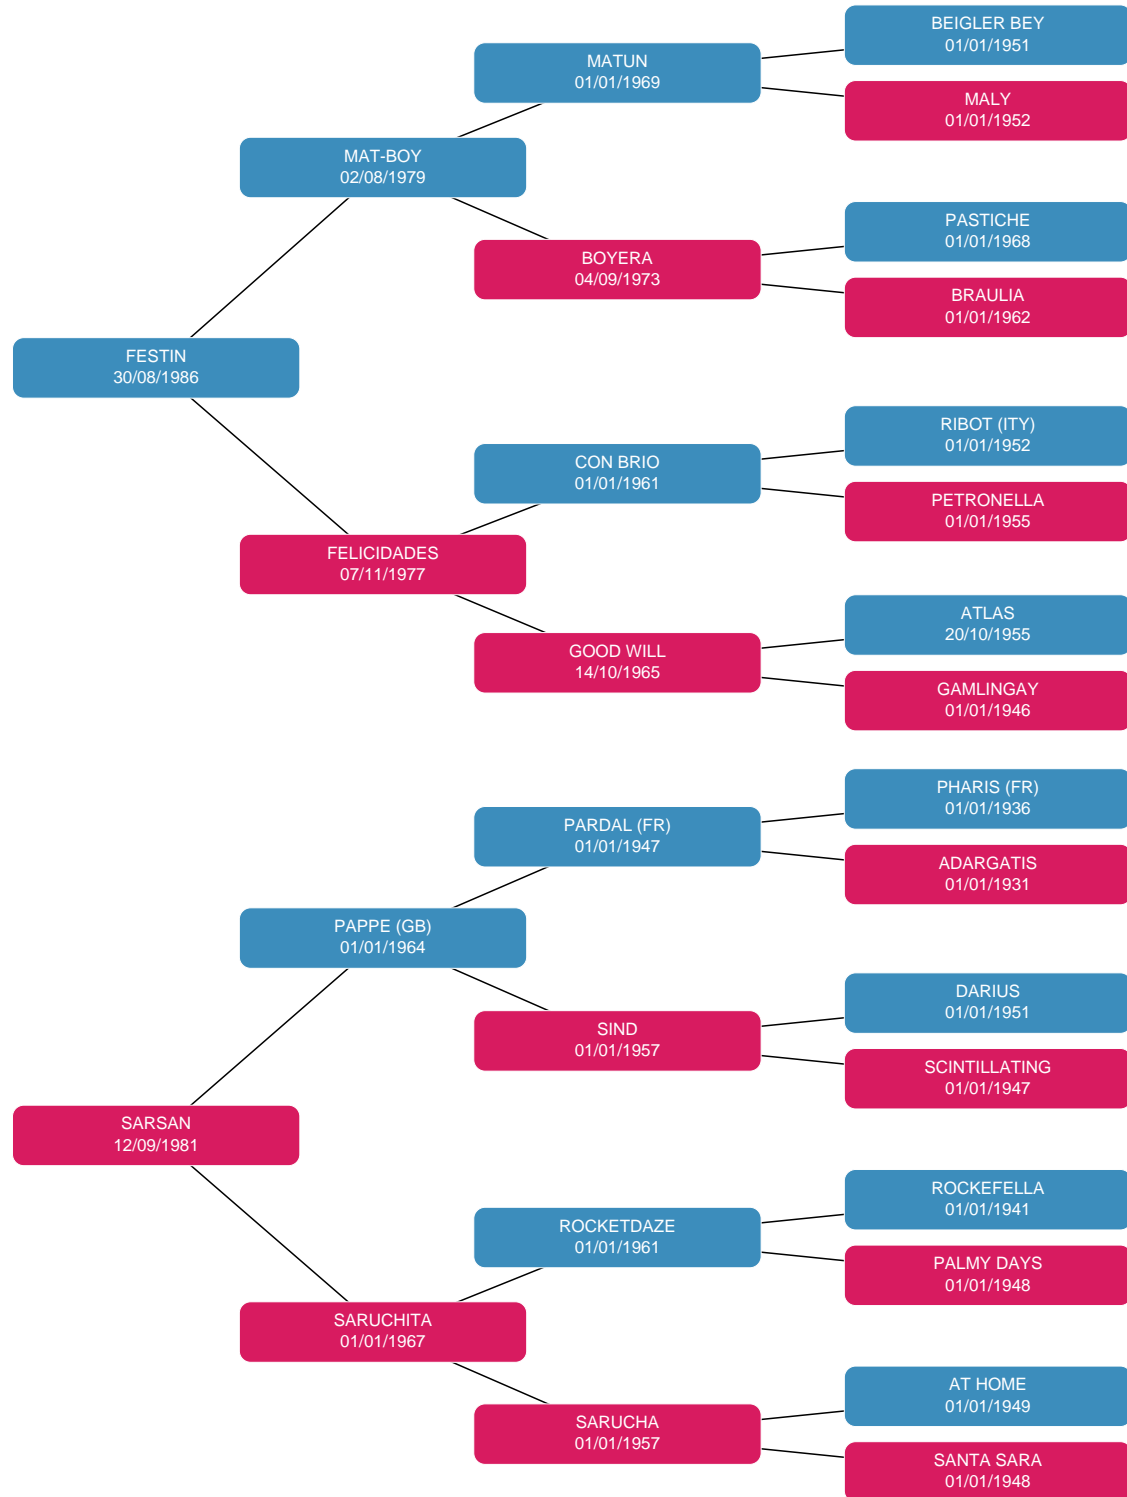 BEIGLER BEY
01/01/1951
MATUN
01/01/1969
MALY
01/01/1952
MAT-BOY
02/08/1979
PASTICHE
01/01/1968
BOYERA
04/09/1973
BRAULIA
01/01/1962
FESTIN
30/08/1986
RIBOT (ITY)
01/01/1952
CON BRIO
01/01/1961
PETRONELLA
01/01/1955
FELICIDADES
07/11/1977
ATLAS
20/10/1955
GOOD WILL
14/10/1965
GAMLINGAY
01/01/1946
PHARIS (FR)
01/01/1936
PARDAL (FR)
01/01/1947
ADARGATIS
01/01/1931
PAPPE (GB)
01/01/1964
DARIUS
01/01/1951
SIND
01/01/1957
SCINTILLATING
01/01/1947
SARSAN
12/09/1981
ROCKEFELLA
01/01/1941
ROCKETDAZE
01/01/1961
PALMY DAYS
01/01/1948
SARUCHITA
01/01/1967
AT HOME
01/01/1949
SARUCHA
01/01/1957
SANTA SARA
01/01/1948